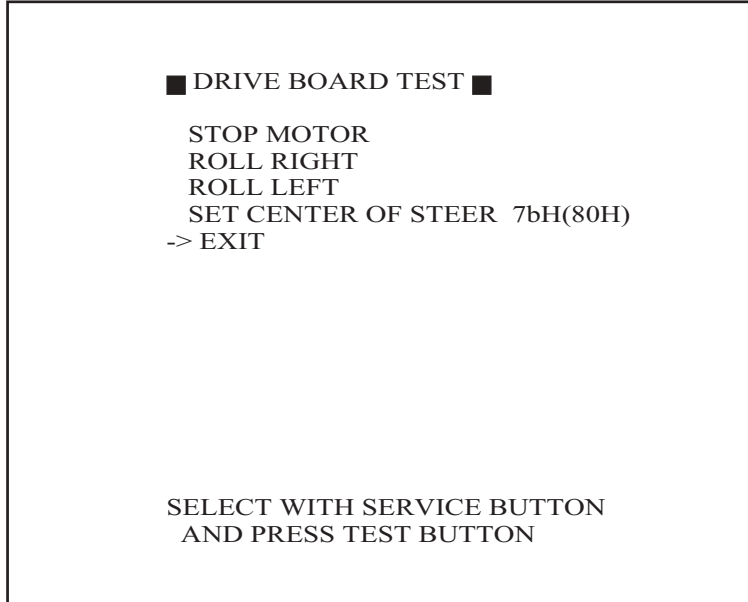 ■ DRIVE BOARD TEST ■
STOP MOTOR
ROLL RIGHT
ROLL LEFT
SET CENTER OF STEER 7bH(80H)
-> EXIT
SELECT WITH SERVICE BUTTON
AND PRESS TEST BUTTON